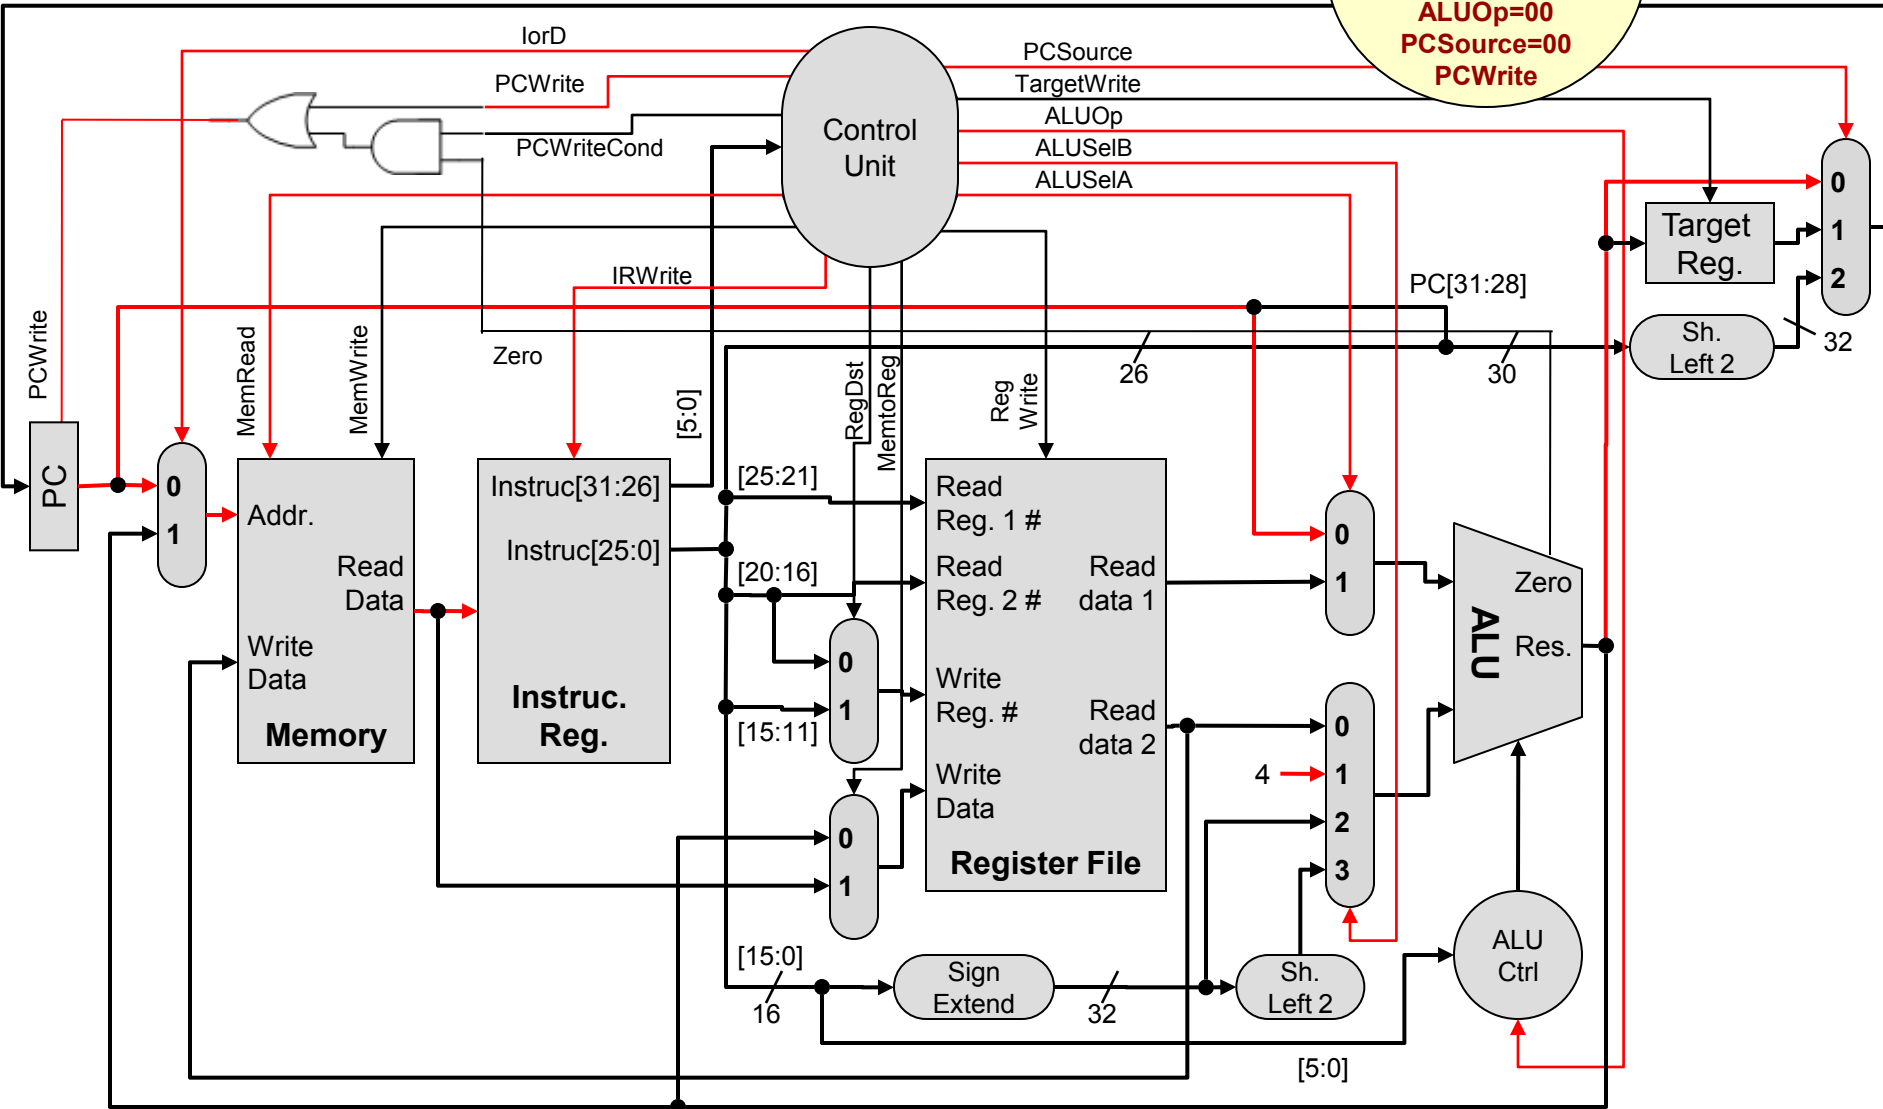 ALUOp=00
PCSource=00
PCWrite
IorD
PCWrite
PCWriteCond
Control
Unit
PCSource
TargetWrite
ALUOp
ALUSelB
ALUSelA
0
1
2
Target
Reg.
PC[31:28]
IRWrite
Zero
PCWrite
MemRead
MemWrite
[5:0]
RegDst
MemtoReg
Reg
Write
26
30
Sh.
Left 2
32
PC
0
1
Addr.
Read
Data
Write
Data
Memory
Instruc[31:26]
Instruc[25:0]
Instruc.
Reg.
[25:21]
[20:16]
[15:11]
0
1
0
1
Read
Reg. 1 #
Read
Reg. 2 #
Read
data 1
Write
Reg. #
Read
data 2
Write
Data
Register File
0
1
4
0
1
2
3
Zero
ALU
Res.
[15:0]
16
Sign
Extend
32
Sh.
Left 2
ALU
Ctrl
[5:0]